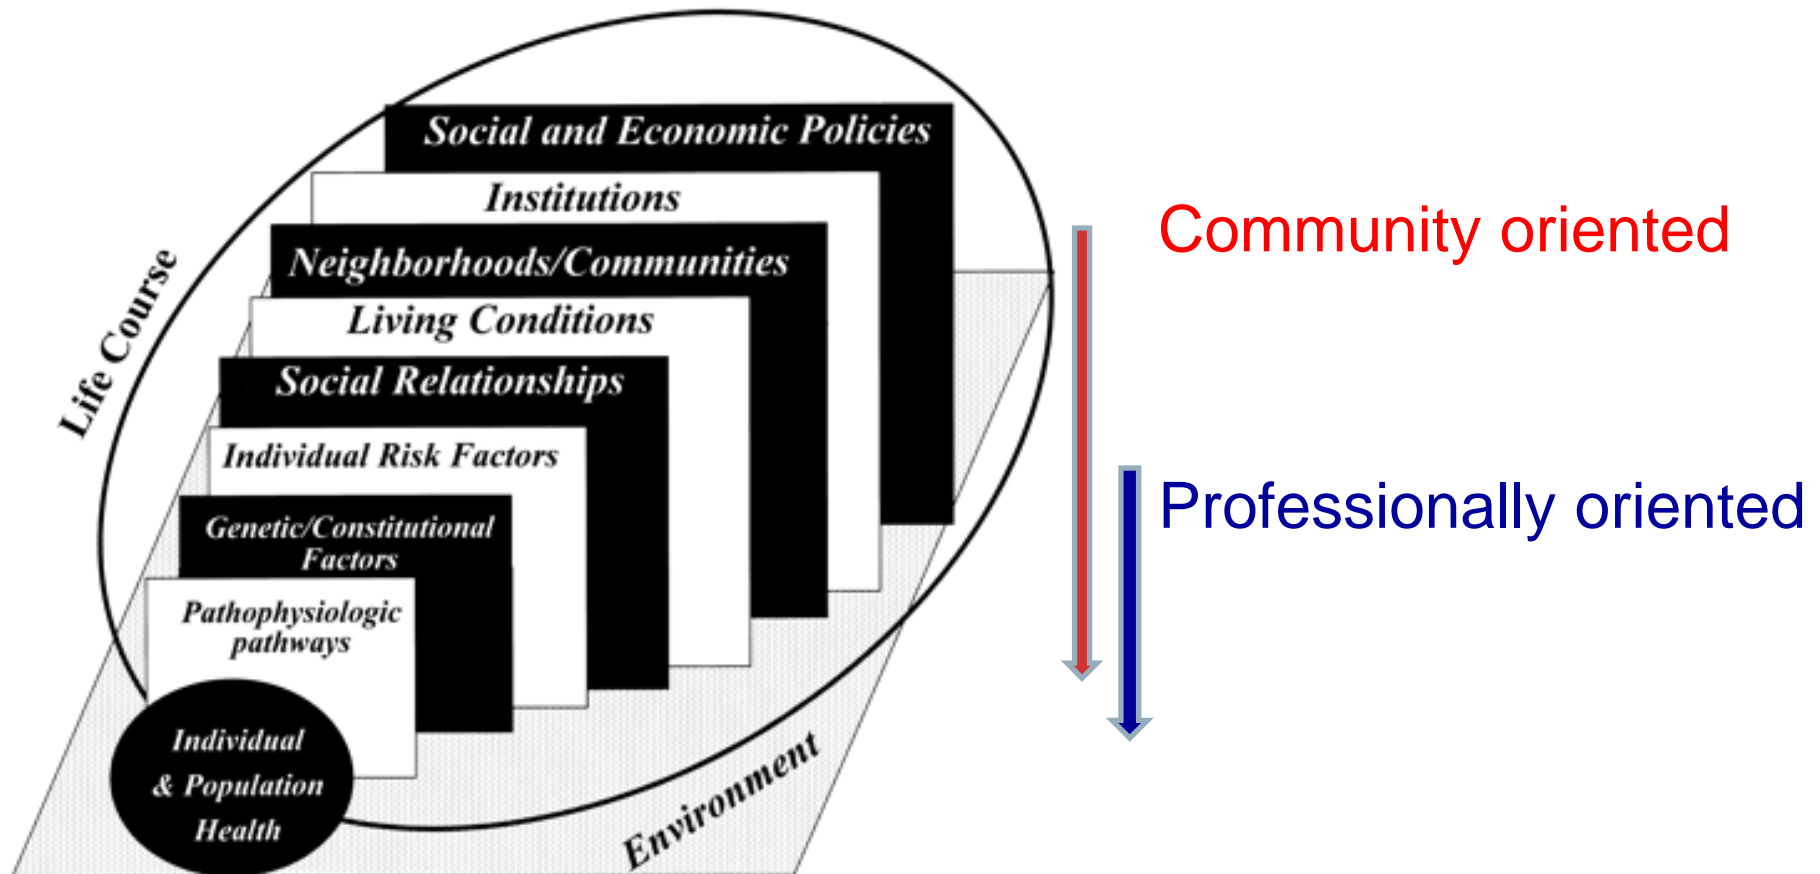 Social and Economic Policies
Institutions
Neighborhoods/Communities
Living Conditions
Social Relationships
Individual Risk Factors
Genetic/Constitutional
Factors
Pathophysiologic
pathways
Individual
& Population
Health
Life Course
Environment
Community oriented
Professionally oriented